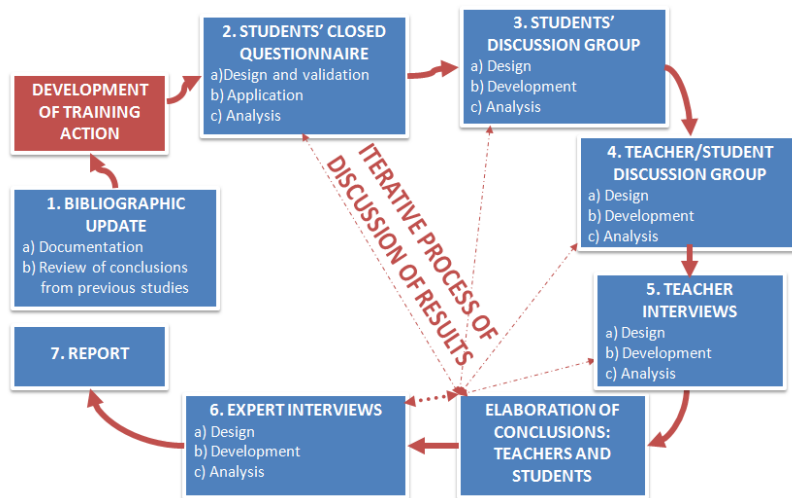 DEVELOPMENT
OF TRAINING
ACTION
1. BIBLIOGRAPHIC
UPDATE
a) Documentation
b) Review of conclusions
from previous studies
2. STUDENTS' CLOSED
QUESTIONNAIRE
a)Design and validation
b) Application
c) Analysis
3. STUDENTS'
DISCUSSION GROUP
a) Design
b) Development
c) Analysis
4. TEACHER/STUDENT
DISCUSSION GROUP
a) Design
b) Development
c) Analysis
5. TEACHER
INTERVIEWS
a) Design
b) Development
c) Analysis
ELABORATION OF
CONCLUSIONS:
TEACHERS AND
STUDENTS
6. EXPERT INTERVIEWS
a) Design
b) Development
c) Analysis
7. REPORT
ITERATIVE PROCESS OF
DISCUSSION OF RESULTS